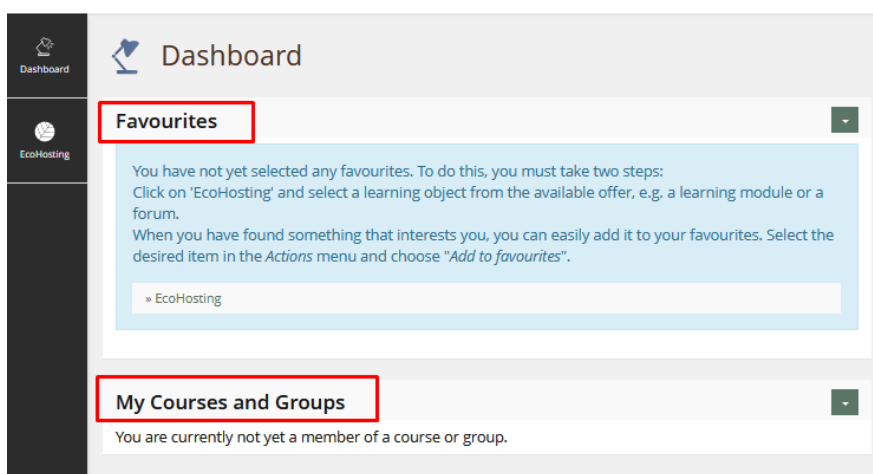 Dashboard
EcoHosting
Dashboard
Favourites
You have not yet selected any favourites. To do this, you must take two steps:
Click on 'EcoHosting' and select a learning object from the available offer, e.g. a learning module or a
forum.
When you have found something that interests you, you can easily add it to your favourites. Select the
desired item in the Actions menu and choose "Add to favourites".
» EcoHosting
My Courses and Groups
You are currently not yet a member of a course or group.